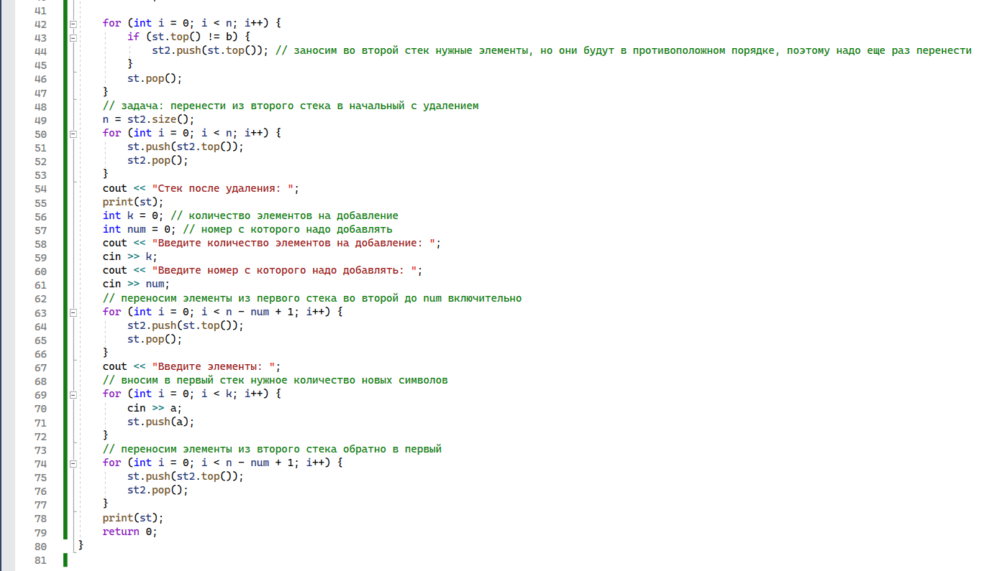 41
42 for (int i = 0; i < n; i++) {
43 if (st.top() != b) {
44 st2.push(st.top()); // заносим во второй стек нужные элементы, но они будут в противоположном порядке, поэтому надо еще раз перенести
45 }
46 st.pop();
47 }
48 // задача: перенести из второго стека в начальный с удалением
49 n = st2.size();
50 for (int i = 0; i < n; i++) {
51 st.push(st2.top());
52 st2.pop();
53 }
54 cout << "Стек после удаления: ";
55 print(st);
56 int k = 0; // количество элементов на добавление
57 int num = 0; // номер с которого надо добавлять
58 cout << "Введите количество элементов на добавление: ";
59 cin >> k;
60 cout << "Введите номер с которого надо добавлять: ";
61 cin >> num;
62 // переносим элементы из первого стека во второй до num включительно
63 for (int i = 0; i < n - num + 1; i++) {
64 st2.push(st.top());
65 st.pop();
66 }
67 cout << "Введите элементы: ";
68 // вносим в первый стек нужное количество новых символов
69 for (int i = 0; i < k; i++) {
70 cin >> a;
71 st.push(a);
72 }
73 // переносим элементы из второго стека обратно в первый
74 for (int i = 0; i < n - num + 1; i++) {
75 st.push(st2.top());
76 st2.pop();
77 }
78 print(st);
79 return 0;
80 }
81